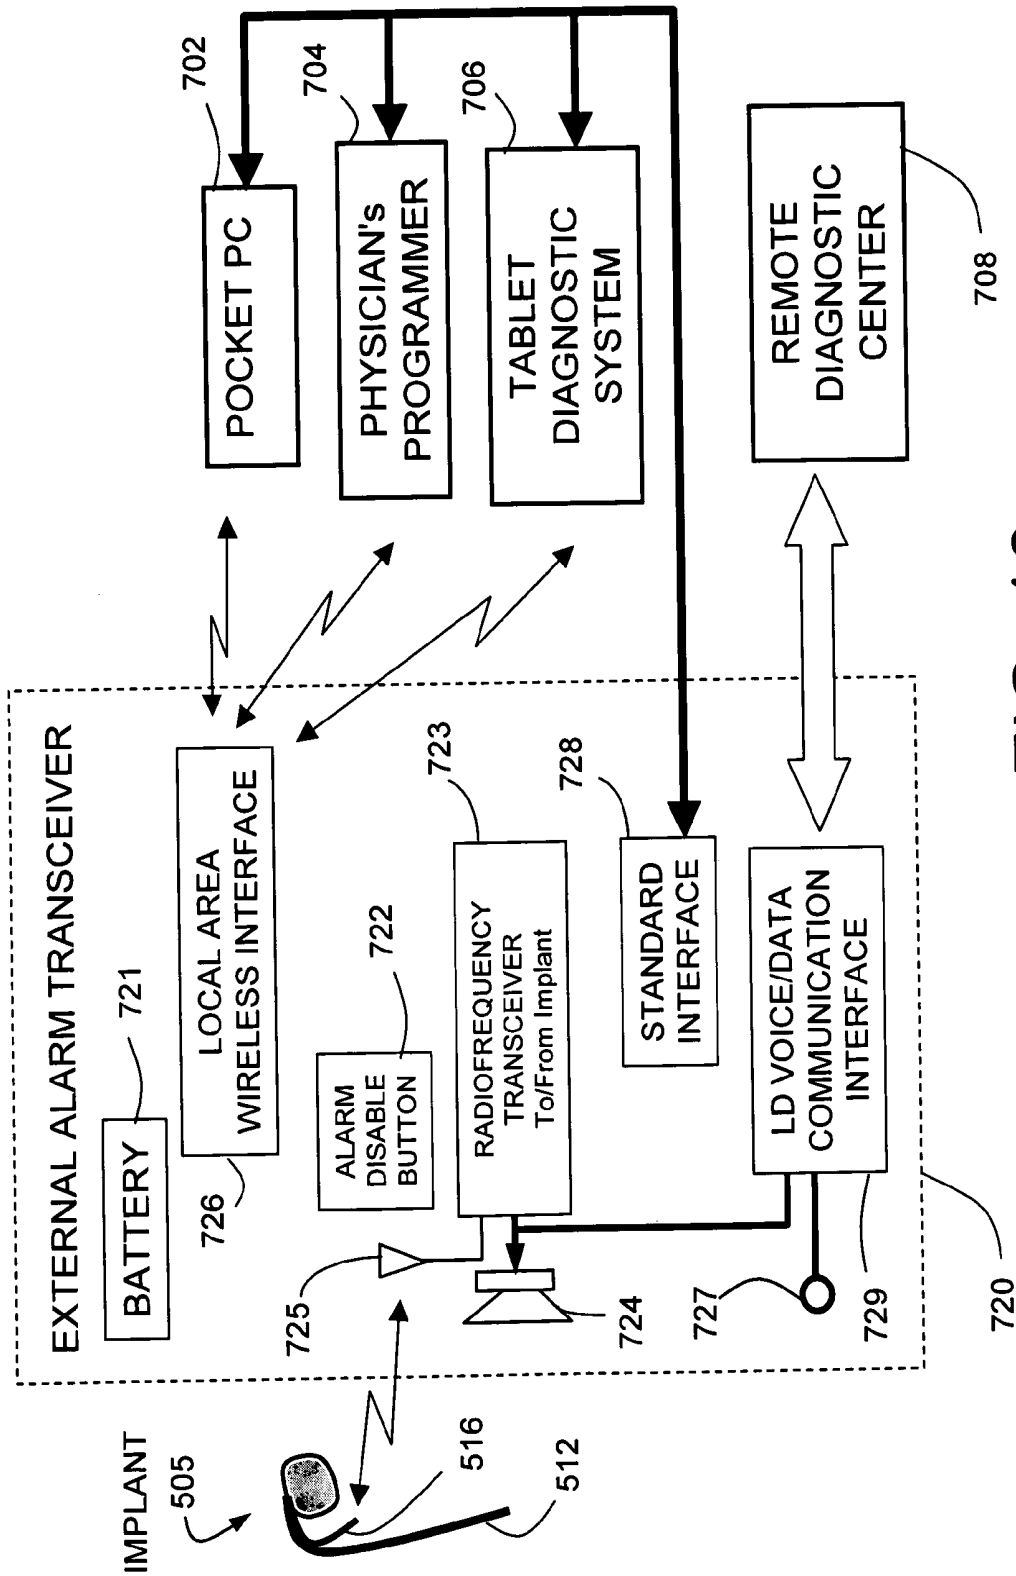 EXTERNAL ALARM TRANSCEIVER
IMPLANT
505
516
512
BATTERY
721
LOCAL AREA
WIRELESS INTERFACE
726
ALARM
DISABLE
BUTTON
722
RADIOFREQUENCY
TRANSCEIVER
To/From Implant
723
725
724
STANDARD
INTERFACE
728
LD VOICE/DATA
COMMUNICATION
INTERFACE
727
729
720
POCKET PC
702
PHYSICIAN's
PROGRAMMER
704
TABLET
DIAGNOSTIC
SYSTEM
706
REMOTE
DIAGNOSTIC
CENTER
708